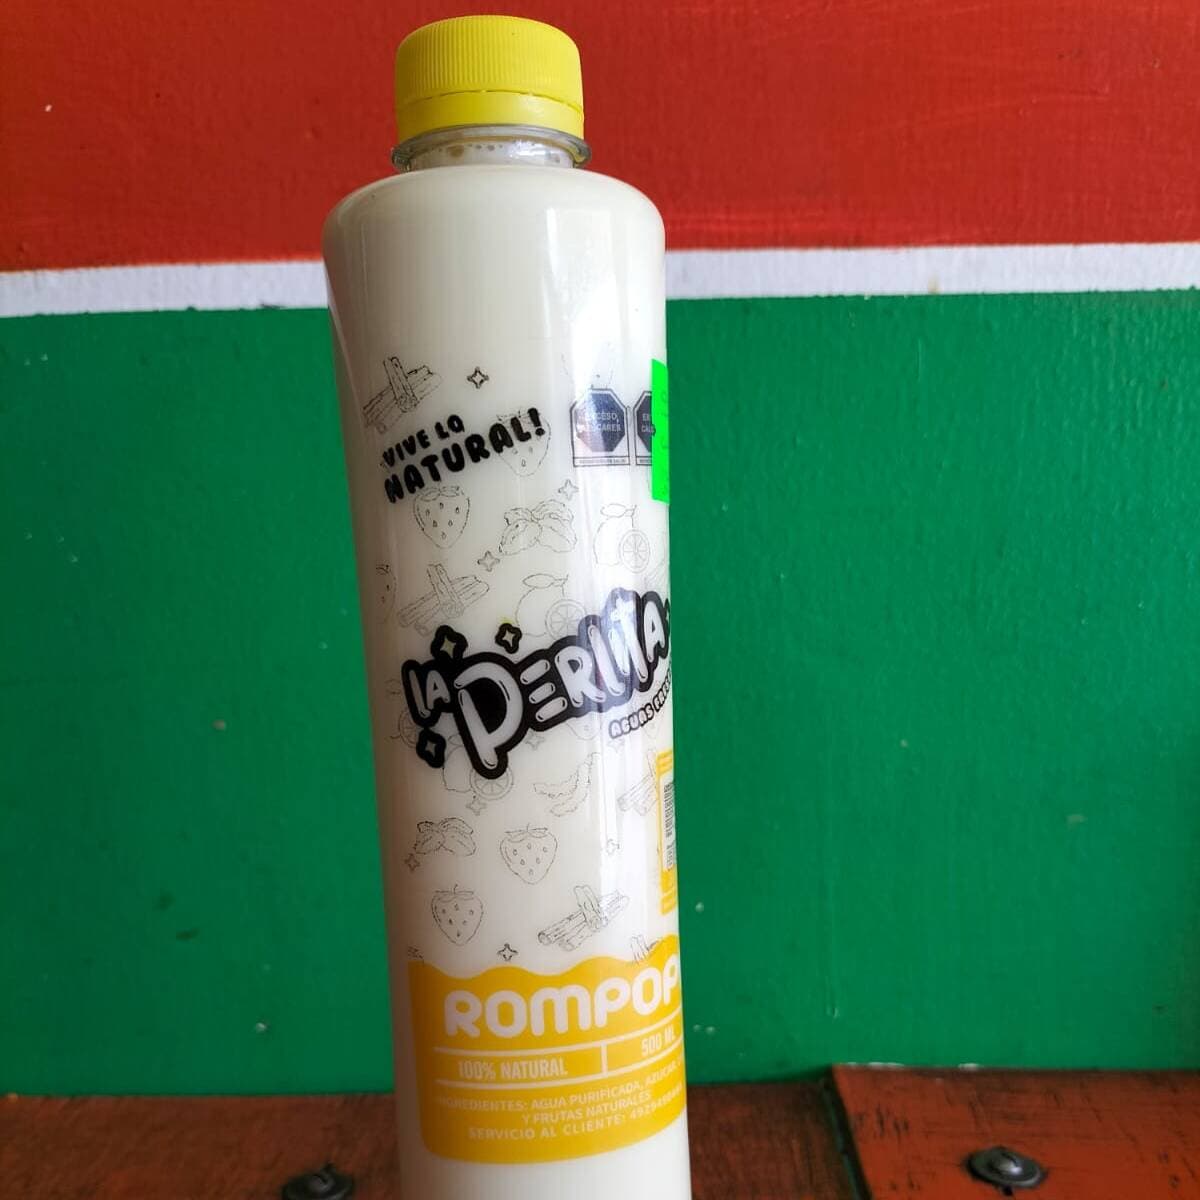 ¡VIVE LO
NATURAL!
EXCESO
AZÚCARES
LA PERLITA
AGUAS
ROMPOP
100% NATURAL
500 ML
INGREDIENTES: AGUA PURIFICADA, AZUCAR,
Y FRUTAS NATURALES
SERVICIO AL CLIENTE: